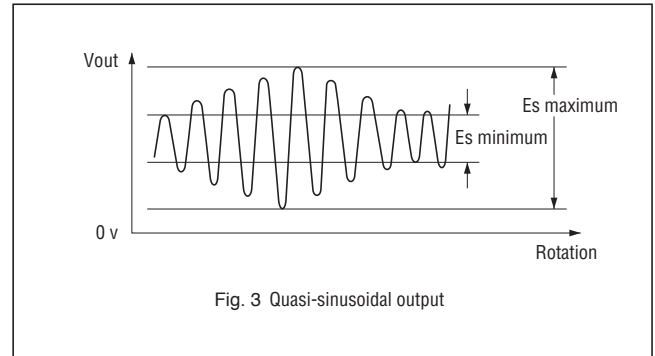 Vout
Es maximum
Es minimum
0 v
Rotation
Fig. 3 Quasi-sinusoidal output